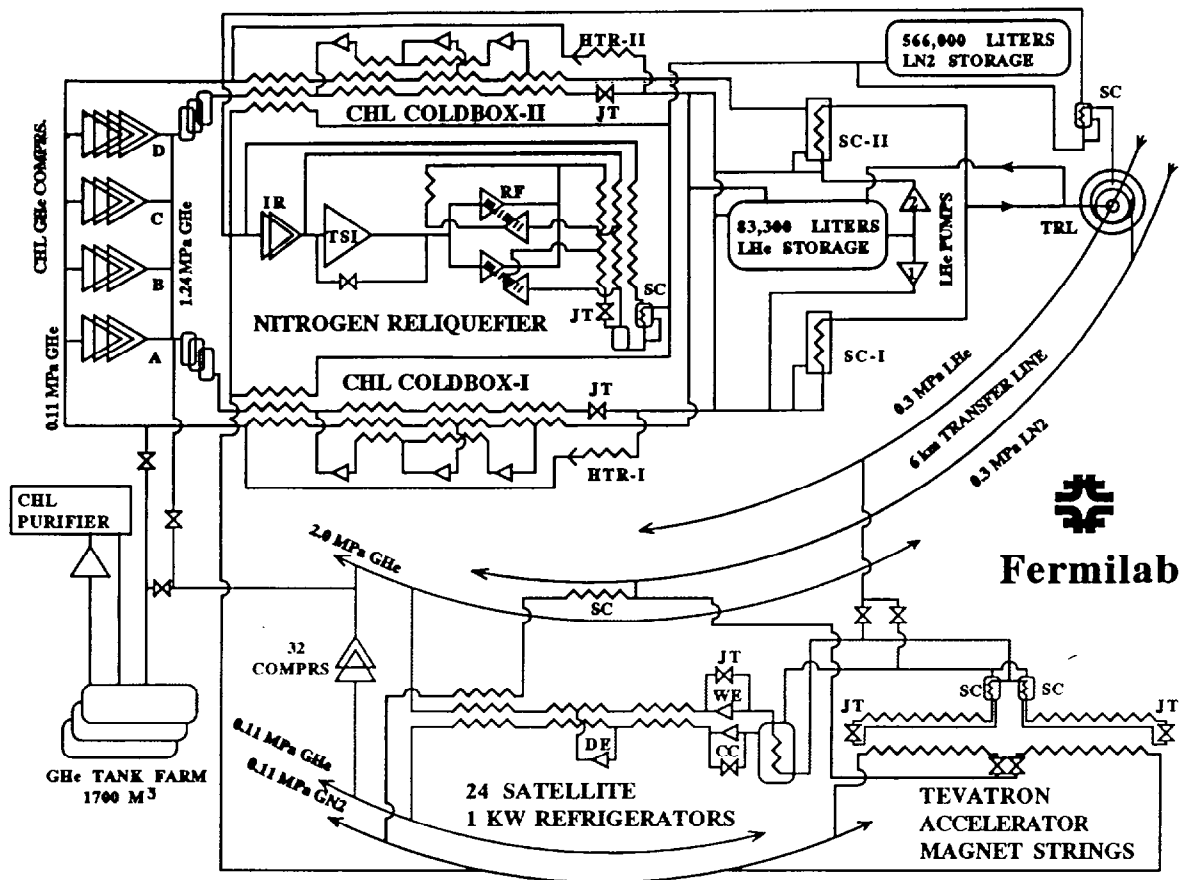 566,000 LITERS
LN2 STORAGE
HTR-II
SC
JT
CHL COLDBOX-II
SC-II
CHL GHe COMPRS.
D
C
B
A
1.24 MPa GHe
0.11 MPa GHe
IR
TSI
RF
JT
SC
NITROGEN RELIQUEFIER
83,300 LITERS
LHe STORAGE
2
1
LHe PUMPS
TRL
CHL COLDBOX-I
JT
SC-I
HTR-I
0.3 MPa LHe
6 km TRANSFER LINE
0.3 MPa LN2
CHL
PURIFIER
2.0 MPa GHe
Fermilab
SC
32
COMPRS
JT
WE
DE
CC
SC
SC
JT
JT
0.11 MPa GHe
0.11 MPa GN2
GHe TANK FARM
1700 M3
24 SATELLITE
1 KW REFRIGERATORS
TEVATRON
ACCELERATOR
MAGNET STRINGS